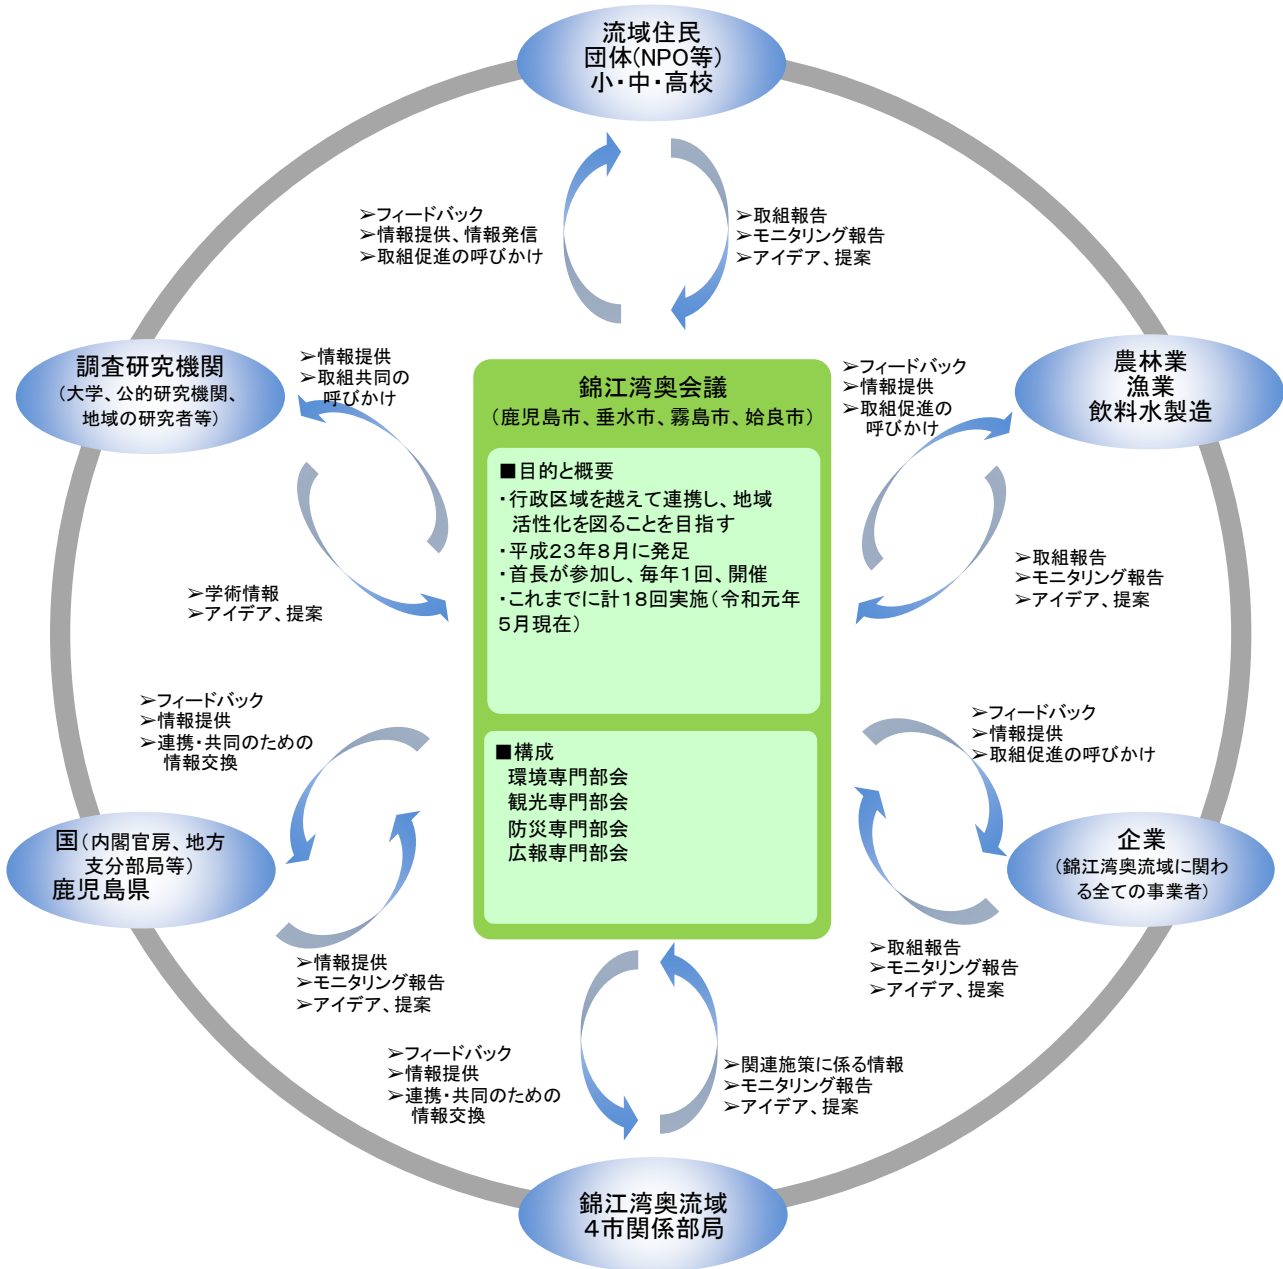 流域住民
団体(NPO等)
小・中・高校
➢フィードバック
➢情報提供、情報発信
➢取組促進の呼びかけ
➢取組報告
➢モニタリング報告
➢アイデア、提案
調査研究機関
(大学、公的研究機関、
地域の研究者等)
➢情報提供
➢取組共同の
呼びかけ
➢学術情報
➢アイデア、提案
錦江湾奥会議
(鹿児島市、垂水市、霧島市、姶良市)
■目的と概要
・行政区域を越えて連携し、地域
活性化を図ることを目指す
・平成23年8月に発足
・首長が参加し、毎年1回、開催
・これまでに計18回実施(令和元年
5月現在)
■構成
環境専門部会
観光専門部会
防災専門部会
広報専門部会
➢フィードバック
➢情報提供
➢取組促進の
呼びかけ
農林業
漁業
飲料水製造
➢取組報告
➢モニタリング報告
➢アイデア、提案
➢フィードバック
➢情報提供
➢連携・共同のための
情報交換
国(内閣官房、地方
支分部局等)
鹿児島県
➢情報提供
➢モニタリング報告
➢アイデア、提案
➢フィードバック
➢情報提供
➢取組促進の呼びかけ
企業
(錦江湾奥流域に関わ
る全ての事業者)
➢取組報告
➢モニタリング報告
➢アイデア、提案
➢フィードバック
➢情報提供
➢連携・共同のための
情報交換
➢関連施策に係る情報
➢モニタリング報告
➢アイデア、提案
錦江湾奥流域
4市関係部局